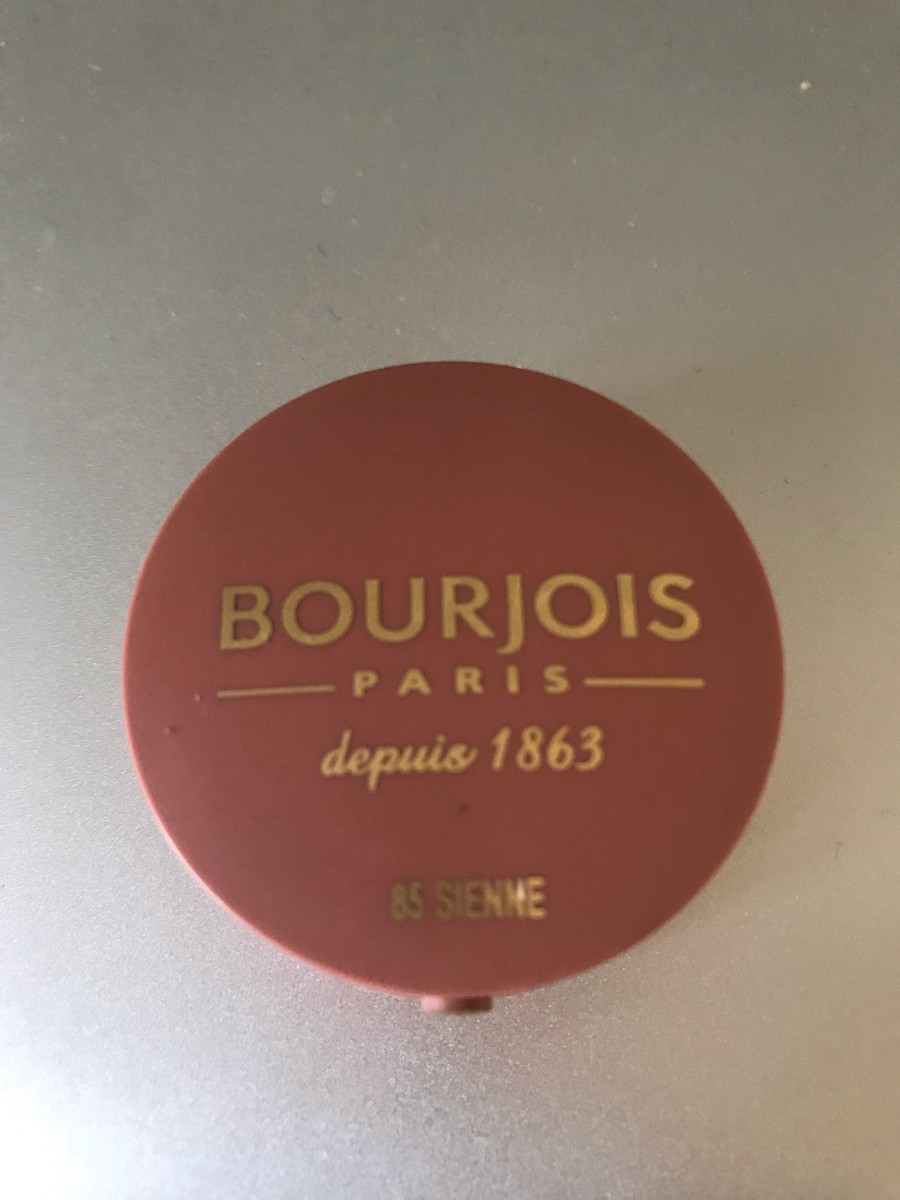 BOURJOIS
PARIS
depuis 1863
85 SIENNE